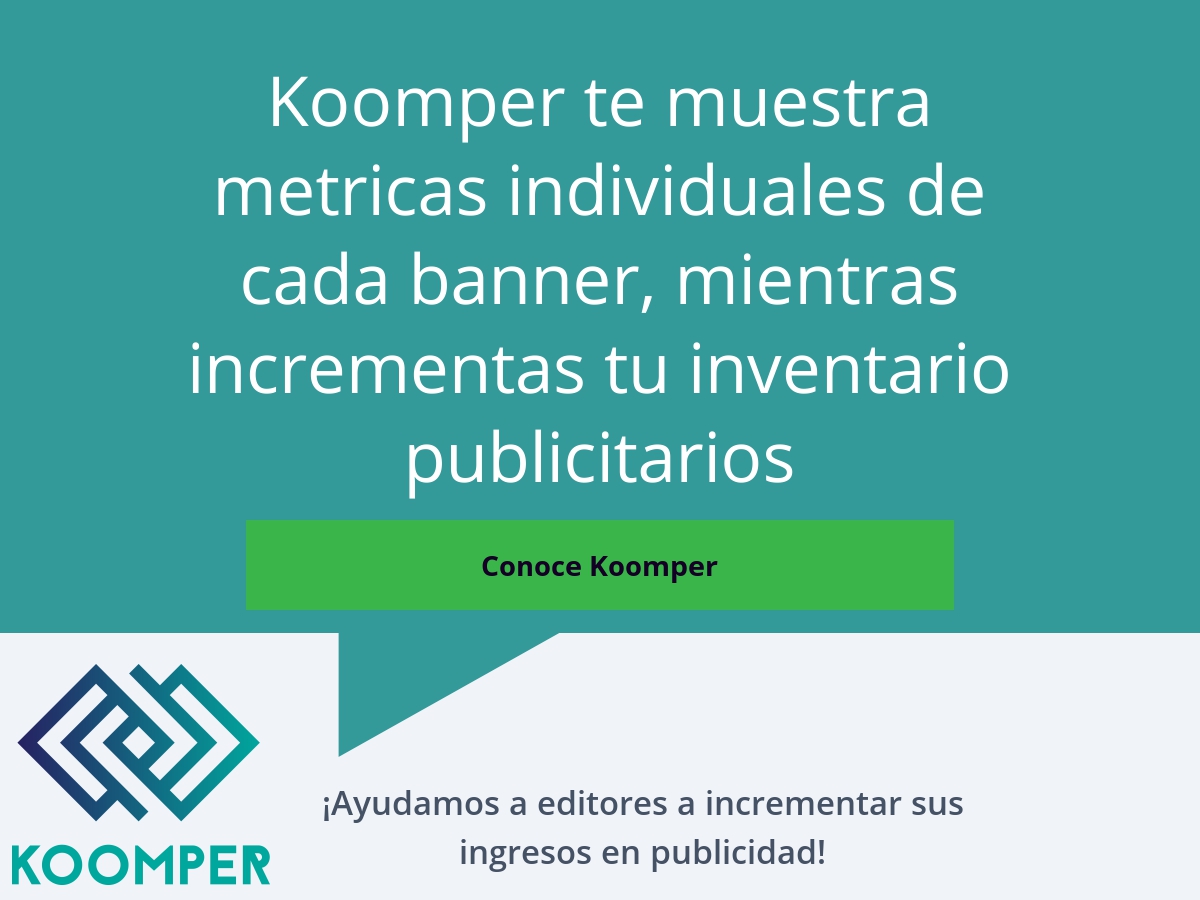 Koomper te muestra
metricas individuales de
cada banner, mientras
incrementas tu inventario
publicitarios
Conoce Koomper
¡Ayudamos a editores a incrementar sus
ingresos en publicidad!
KOOMPER